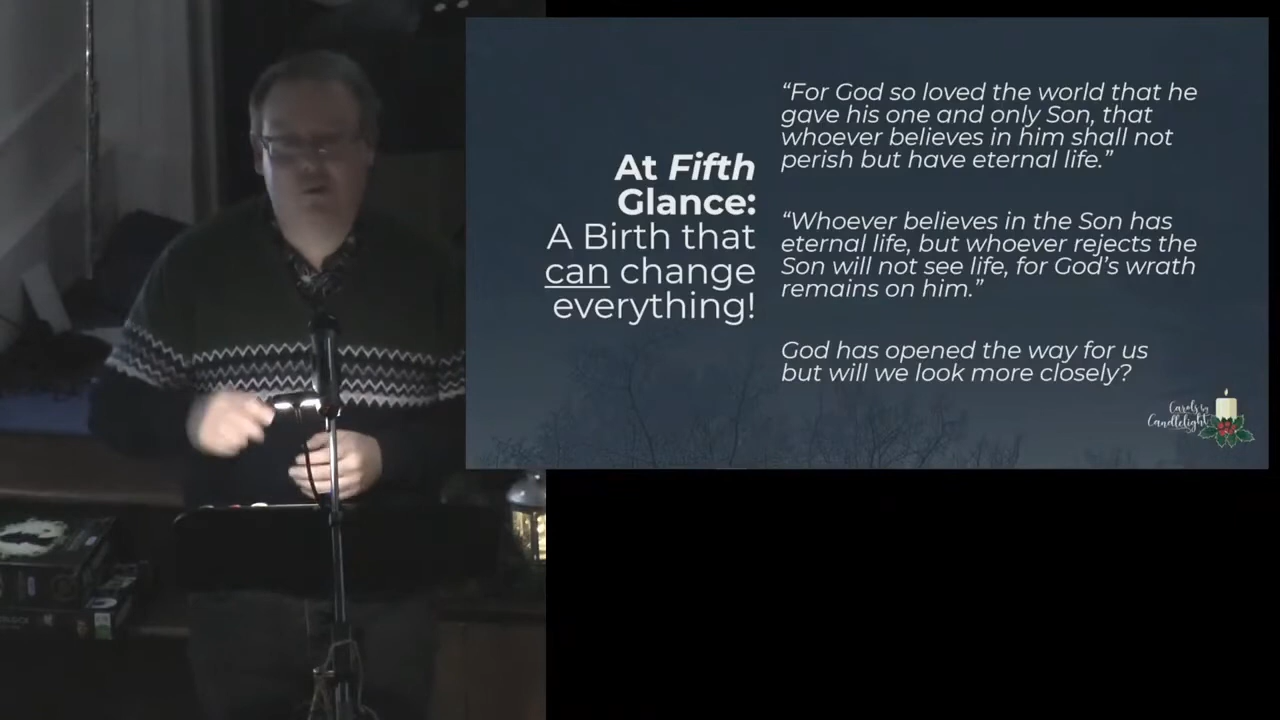 At Fifth
Glance:
A Birth that
can change
everything!
“For God so loved the world that he
gave his one and only Son, that
whoever believes in him shall not
perish but have eternal life.”
“Whoever believes in the Son has
eternal life, but whoever rejects the
Son will not see life, for God’s wrath
remains on him.”
God has opened the way for us
but will we look more closely?
Carols by
Candlelight